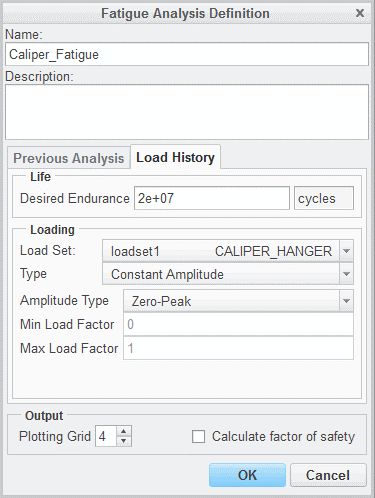 Fatigue Analysis Definition x
Name:
Caliper_Fatigue
Description:
Previous Analysis Load History
Life
Desired Endurance 2e+07 cycles
Loading
Load Set: loadset1 CALIPER_HANGER
Type Constant Amplitude
Amplitude Type Zero-Peak
Min Load Factor 0
Max Load Factor 1
Output
Plotting Grid 4 Calculate factor of safety
OK Cancel